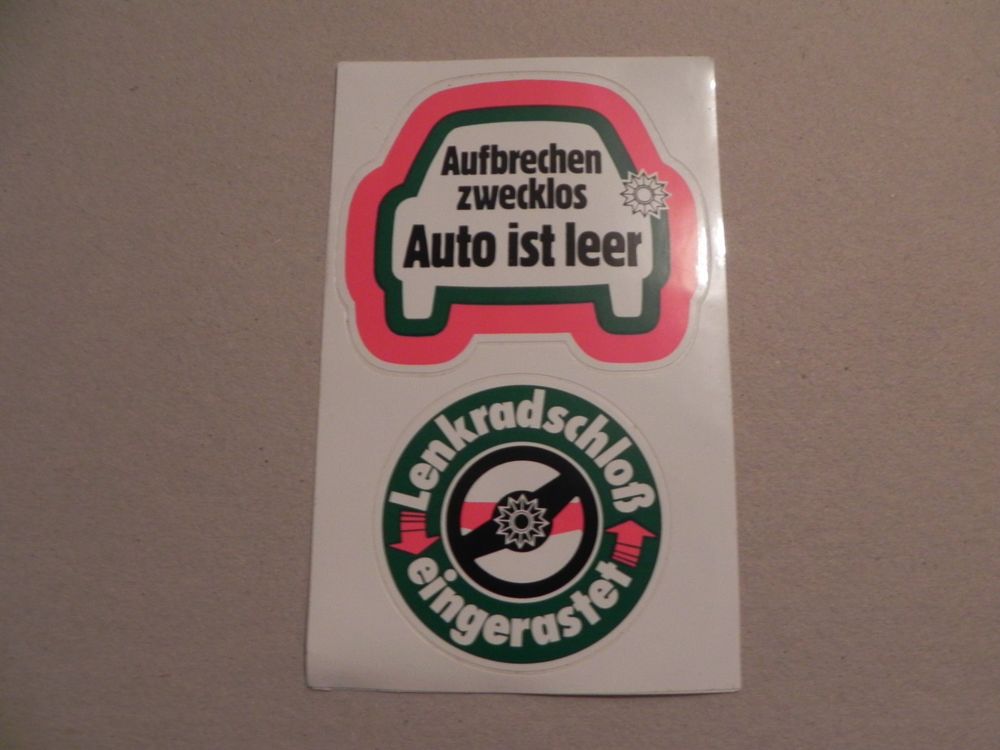 Aufbrechen
zwecklos
Auto ist leer
Lenkradschloß
eingerastet